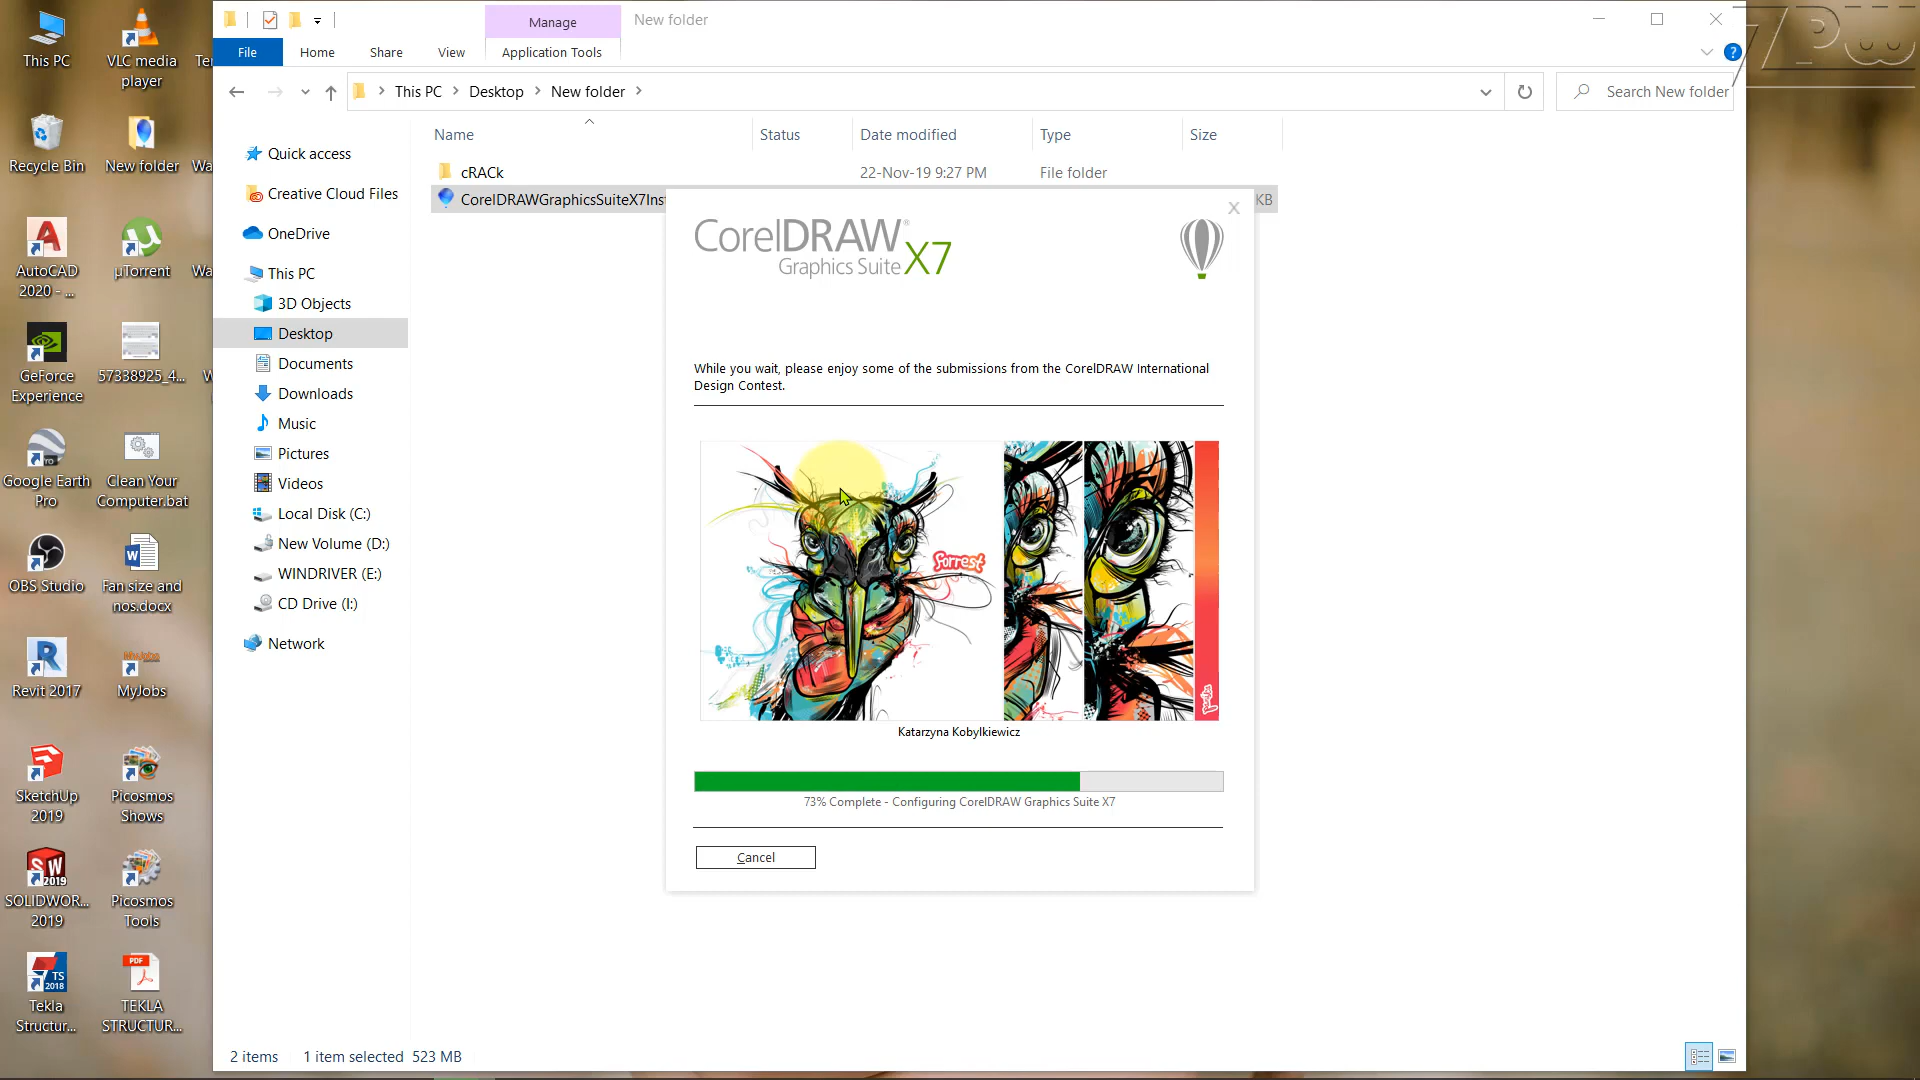 Manage
New folder
File
Home
Share
View
Application Tools
This PC
Desktop
New folder
Search New folder
Name
Status
Date modified
Type
Size
cRACk
22-Nov-19 9:27 PM
File folder
CorelDRAWGraphicsSuiteX7Ins
KB
Quick access
Creative Cloud Files
OneDrive
This PC
3D Objects
Desktop
Documents
Downloads
Music
Pictures
Videos
Local Disk (C:)
New Volume (D:)
WINDRIVER (E:)
CD Drive (I:)
Network
CorelDRAW®
Graphics Suite X7
X
While you wait, please enjoy some of the submissions from the CorelDRAW International
Design Contest.
forrest
Katarzyna Kobylkiewicz
73% Complete - Configuring CorelDRAW Graphics Suite X7
Cancel
2 items
1 item selected 523 MB
This PC
VLC media
player
Recycle Bin
New folder
AutoCAD
2020 - ...
µTorrent
GeForce
Experience
57338925_4...
Google Earth
Pro
Clean Your
Computer.bat
OBS Studio
Fan size and
nos.docx
Revit 2017
MyJobs
SketchUp
2019
Picosmos
Shows
SOLIDWOR...
2019
Picosmos
Tools
Tekla
Structur...
TEKLA
STRUCTUR...